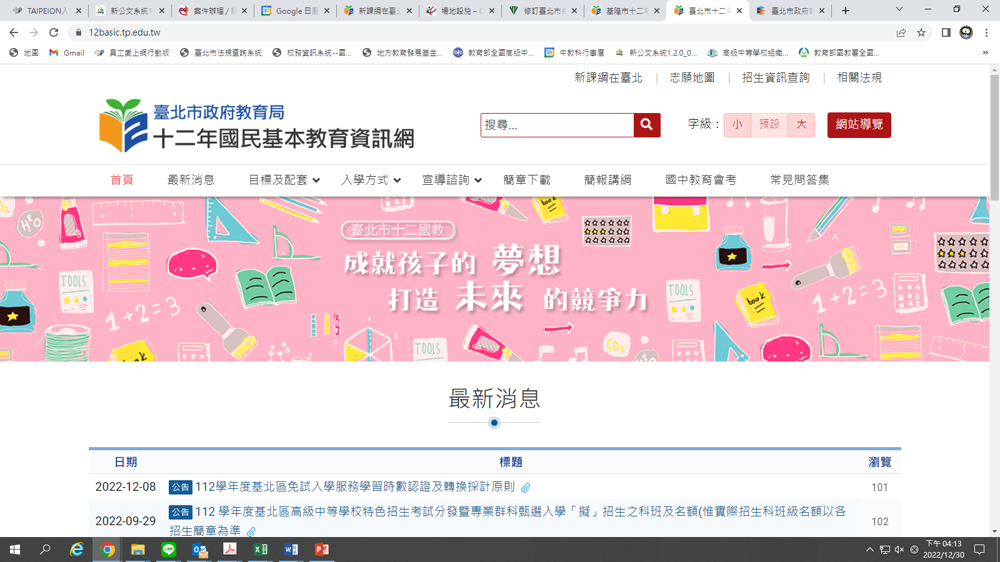 TAIPEION入
新公文系統1
案件辦理 / 承
Google 日曆
新課綱在臺北
場地設施 – C
修訂臺北市
基隆市十二年
臺北市十二年
臺北市政府教
12basic.tp.edu.tw
地圖
Gmail
員工愛上網行動版
臺北市法規查詢系統
校務資訊系統--國...
地方教育發展基金...
教育部全國高級中...
中教科行事曆
新公文系統1.2.0_0...
高級中等學校組織...
教育部國教署全國...
新課綱在臺北 | 志願地圖 | 招生資訊查詢 | 相關法規
臺北市政府教育局
十二年國民基本教育資訊網
搜尋...
字級： 小 預設 大
網站導覽
首頁 最新消息 目標及配套 入學方式 宣導諮詢 簡章下載 簡報講綱 國中教育會考 常見問答集
臺北市十二國教
成就孩子的 夢想
打造 未來 的競爭力
H₂O
TOOLS
1+2=3
book
TOOLS
CO₂
TOOLS
book
1+2=3
最新消息
日期 標題 瀏覽
2022-12-08 公告 112學年度基北區免試入學服務學習時數認證及轉換採計原則 101
2022-09-29 公告 112 學年度基北區高級中等學校特色招生考試分發暨專業群科甄選入學「擬」招生之科班及名額(惟實際招生科班級名額以各
招生簡章為準 102
下午 04:13
2022/12/30